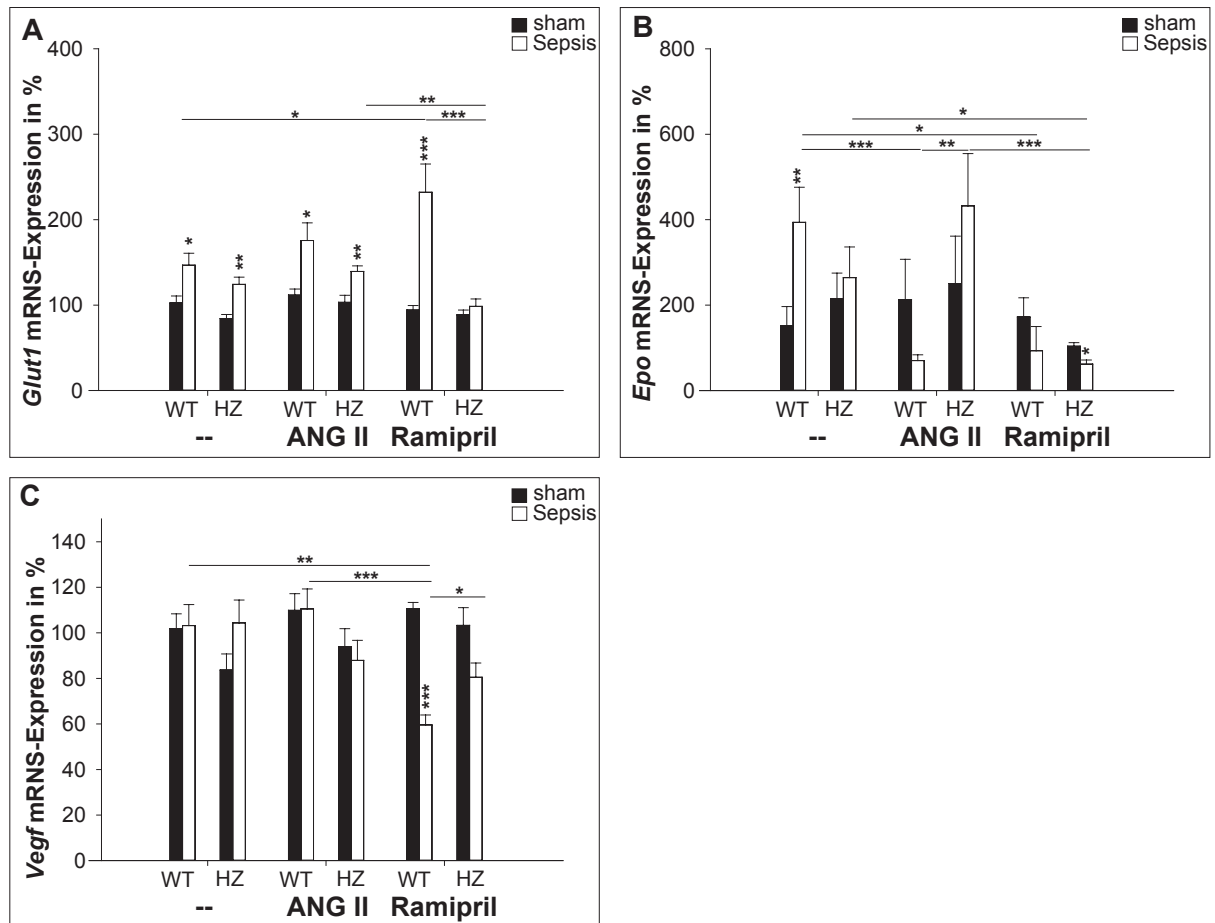 A
sham
Sepsis
Glut1 mRNS-Expression in %
400
300
200
100
0
*
**
***
*
**
*
**
***
WT HZ WT HZ WT HZ
-- ANG II Ramipril
B
sham
Sepsis
Epo mRNS-Expression in %
800
600
400
200
0
*
*
*** ** ***
**
*
WT HZ WT HZ WT HZ
-- ANG II Ramipril
C
sham
Sepsis
Vegf mRNS-Expression in %
140
120
100
80
60
40
20
0
**
***
*
***
WT HZ WT HZ WT HZ
-- ANG II Ramipril